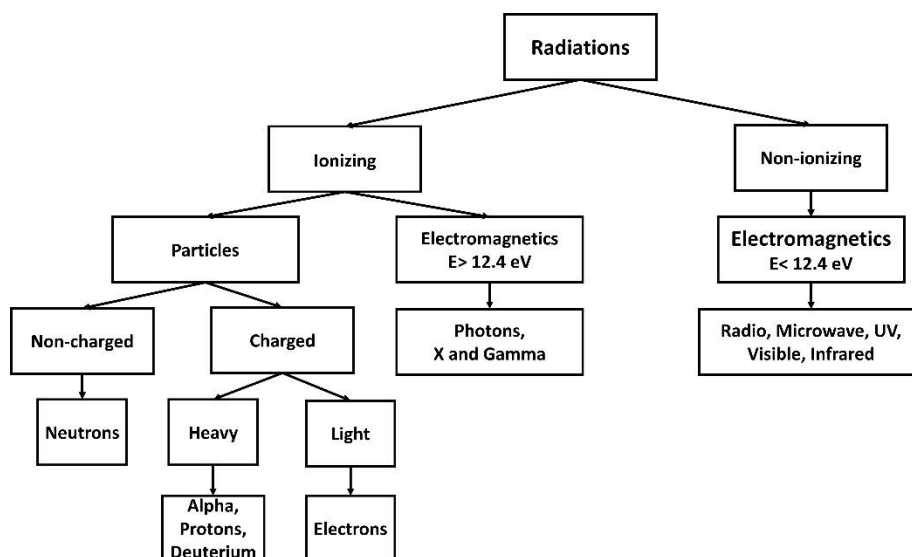 Radiations
Ionizing
Non-ionizing
Particles
Electromagnetics
E> 12.4 eV
Electromagnetics
E< 12.4 eV
Non-charged
Charged
Photons,
X and Gamma
Radio, Microwave, UV,
Visible, Infrared
Neutrons
Heavy
Light
Alpha,
Protons,
Deuterium
Electrons